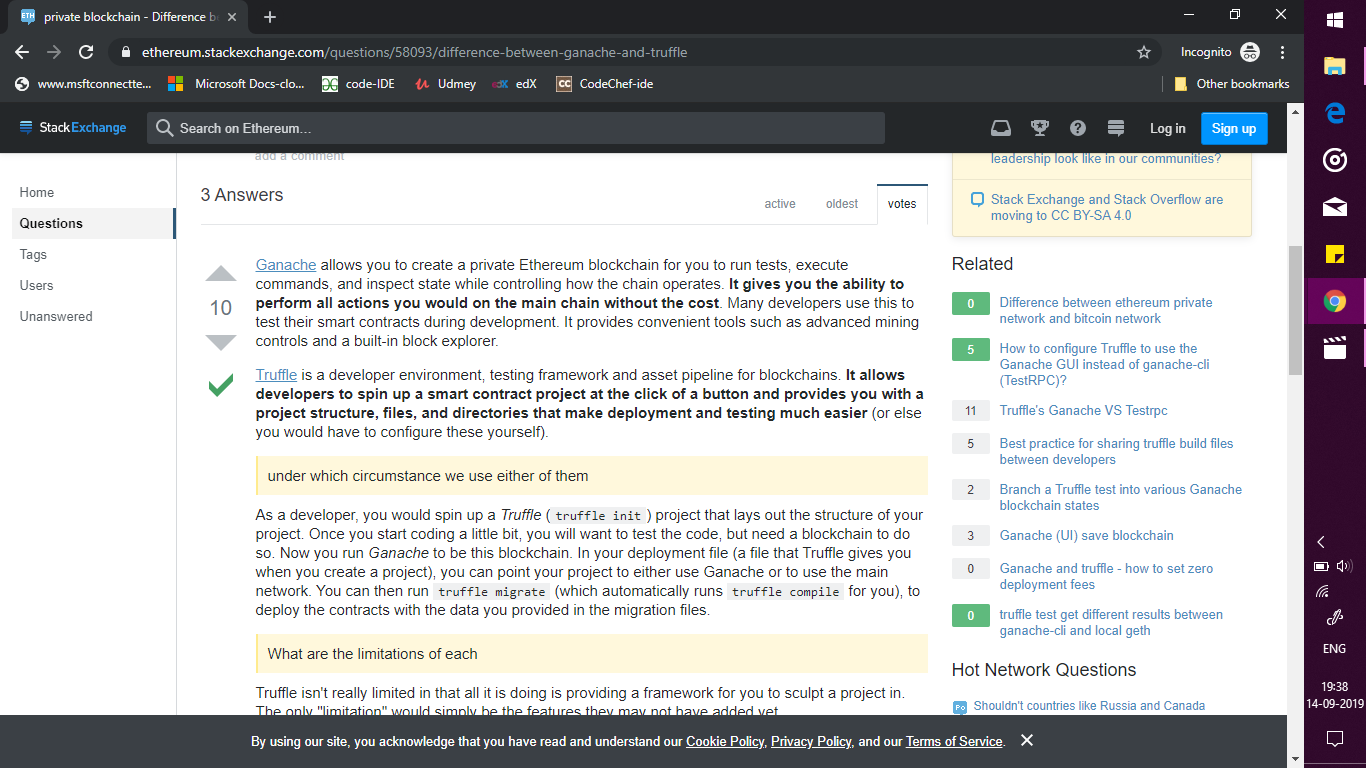 private blockchain - Difference b
ethereum.stackexchange.com/questions/58093/difference-between-ganache-and-truffle
Incognito
www.msftconnectte...
Microsoft Docs-clo...
code-IDE
Udmey
edX
CodeChef-ide
Other bookmarks
StackExchange
Search on Ethereum...
Log in
Sign up
Home
Questions
Tags
Users
Unanswered
add a comment
3 Answers
active
oldest
votes
10
Ganache allows you to create a private Ethereum blockchain for you to run tests, execute
commands, and inspect state while controlling how the chain operates. It gives you the ability to
perform all actions you would on the main chain without the cost. Many developers use this to
test their smart contracts during development. It provides convenient tools such as advanced mining
controls and a built-in block explorer.
Truffle is a developer environment, testing framework and asset pipeline for blockchains. It allows
developers to spin up a smart contract project at the click of a button and provides you with a
project structure, files, and directories that make deployment and testing much easier (or else
you would have to configure these yourself).
under which circumstance we use either of them
As a developer, you would spin up a Truffle ( truffle init ) project that lays out the structure of your
project. Once you start coding a little bit, you will want to test the code, but need a blockchain to do
so. Now you run Ganache to be this blockchain. In your deployment file (a file that Truffle gives you
when you create a project), you can point your project to either use Ganache or to use the main
network. You can then run truffle migrate (which automatically runs truffle compile for you), to
deploy the contracts with the data you provided in the migration files.
What are the limitations of each
Truffle isn't really limited in that all it is doing is providing a framework for you to sculpt a project in.
The only "limitation" would simply be the features they may not have added yet.
leadership look like in our communities?
Stack Exchange and Stack Overflow are
moving to CC BY-SA 4.0
Related
0
Difference between ethereum private
network and bitcoin network
5
How to configure Truffle to use the
Ganache GUI instead of ganache-cli
(TestRPC)?
11
Truffle's Ganache VS Testrpc
5
Best practice for sharing truffle build files
between developers
2
Branch a Truffle test into various Ganache
blockchain states
3
Ganache (UI) save blockchain
0
Ganache and truffle - how to set zero
deployment fees
0
truffle test get different results between
ganache-cli and local geth
Hot Network Questions
Shouldn't countries like Russia and Canada
By using our site, you acknowledge that you have read and understand our Cookie Policy, Privacy Policy, and our Terms of Service.
ENG
19:38
14-09-2019